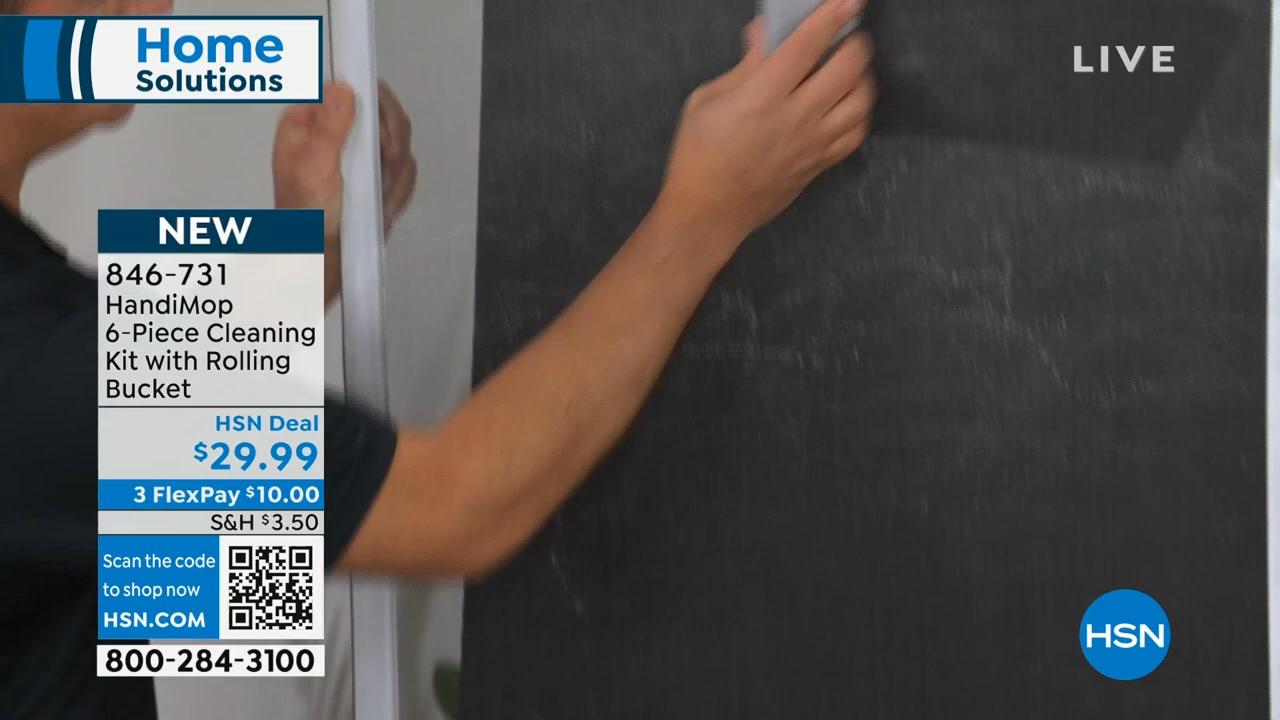 Home
Solutions
LIVE
NEW
846-731
HandiMop
6-Piece Cleaning
Kit with Rolling
Bucket
HSN Deal
$29.99
3 FlexPay $10.00
S&H $3.50
Scan the code
to shop now
HSN.COM
800-284-3100
HSN